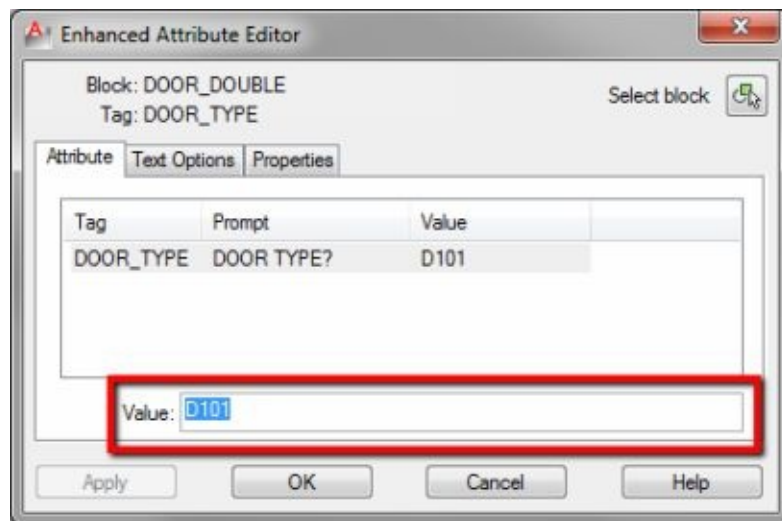 Enhanced Attribute Editor
Block: DOOR_DOUBLE
Select block
Tag: DOOR_TYPE
Attribute Text Options Properties
Tag Prompt Value
DOOR_TYPE DOOR TYPE? D101
Value: D101
Apply OK Cancel Help